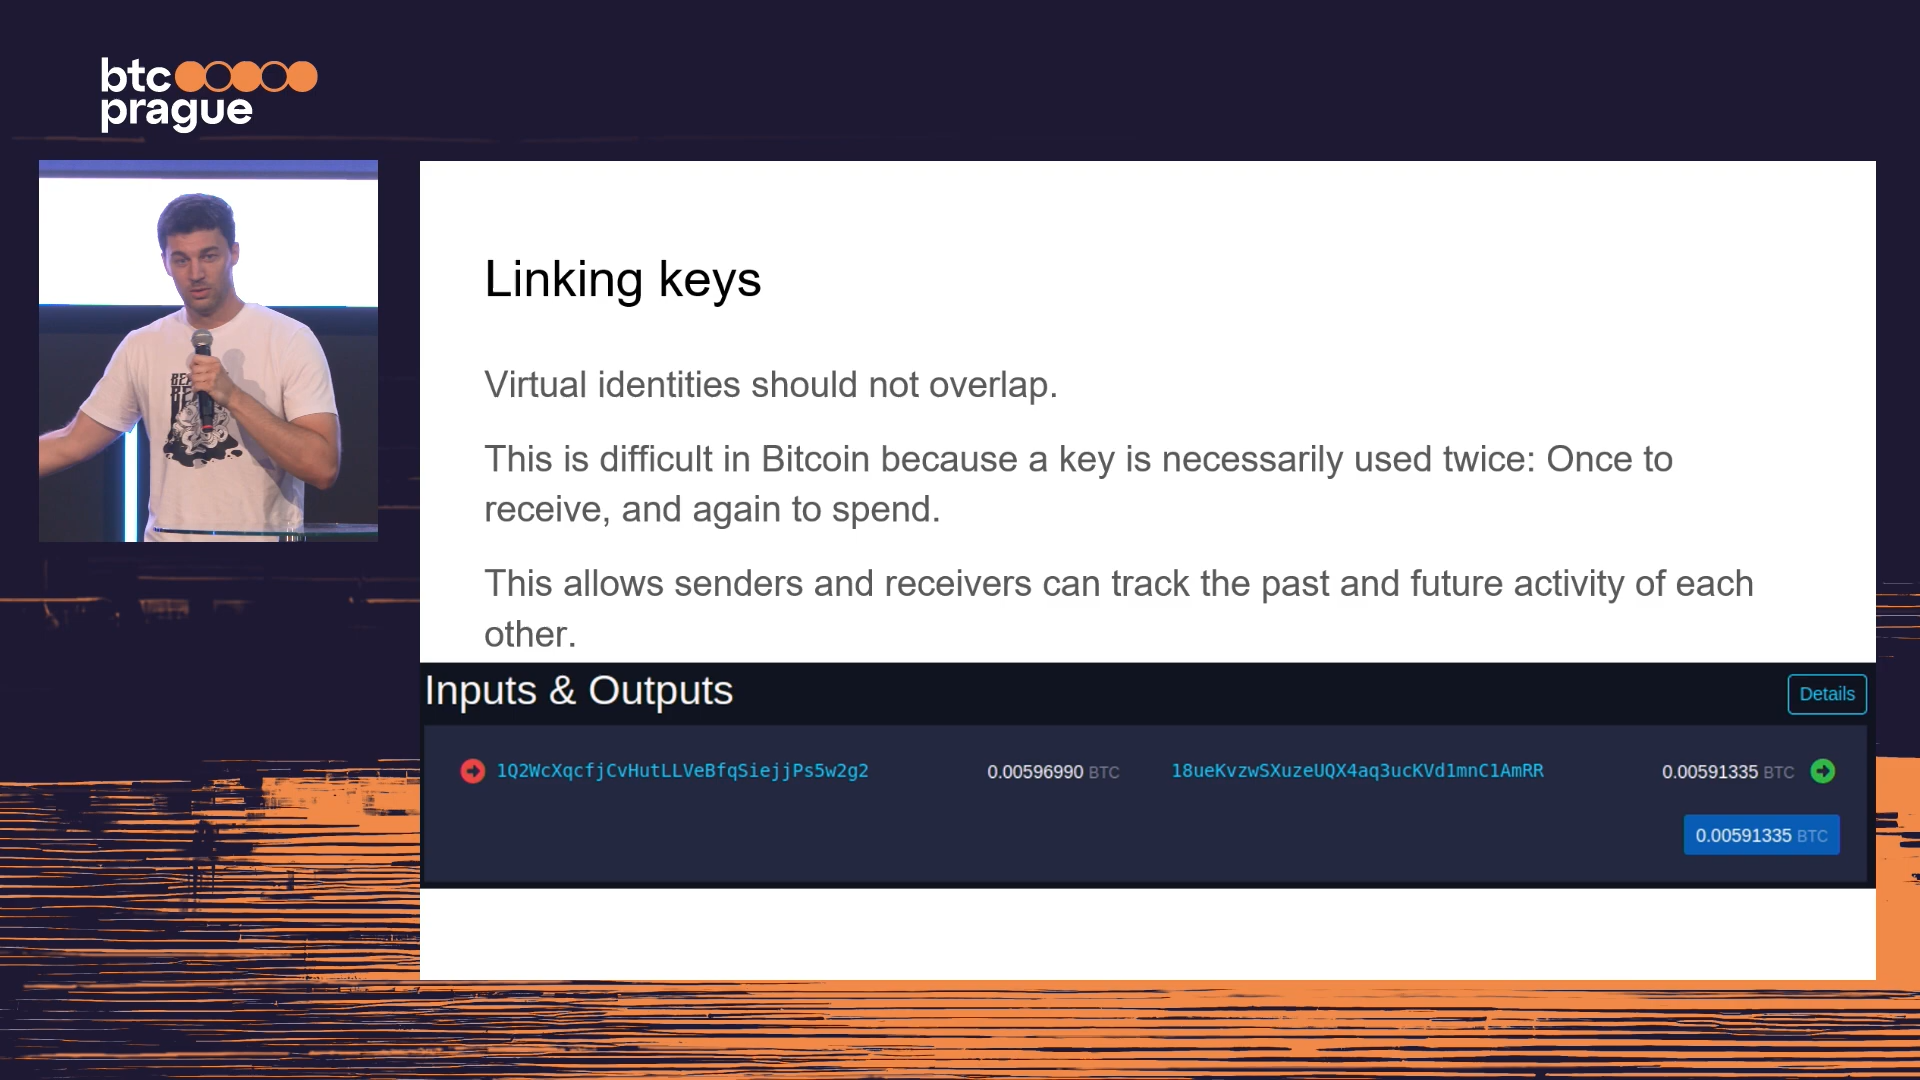 btc
prague
Linking keys
Virtual identities should not overlap.
This is difficult in Bitcoin because a key is necessarily used twice: Once to
receive, and again to spend.
This allows senders and receivers can track the past and future activity of each
other.
Inputs & Outputs
Details
1Q2WcXqcfjCvHutLLVeBfqSiejjPs5w2g2 0.00596990 BTC 18ueKvzwSXuzeUQX4aq3ucKVd1mnC1AmRR 0.00591335 BTC
0.00591335 BTC